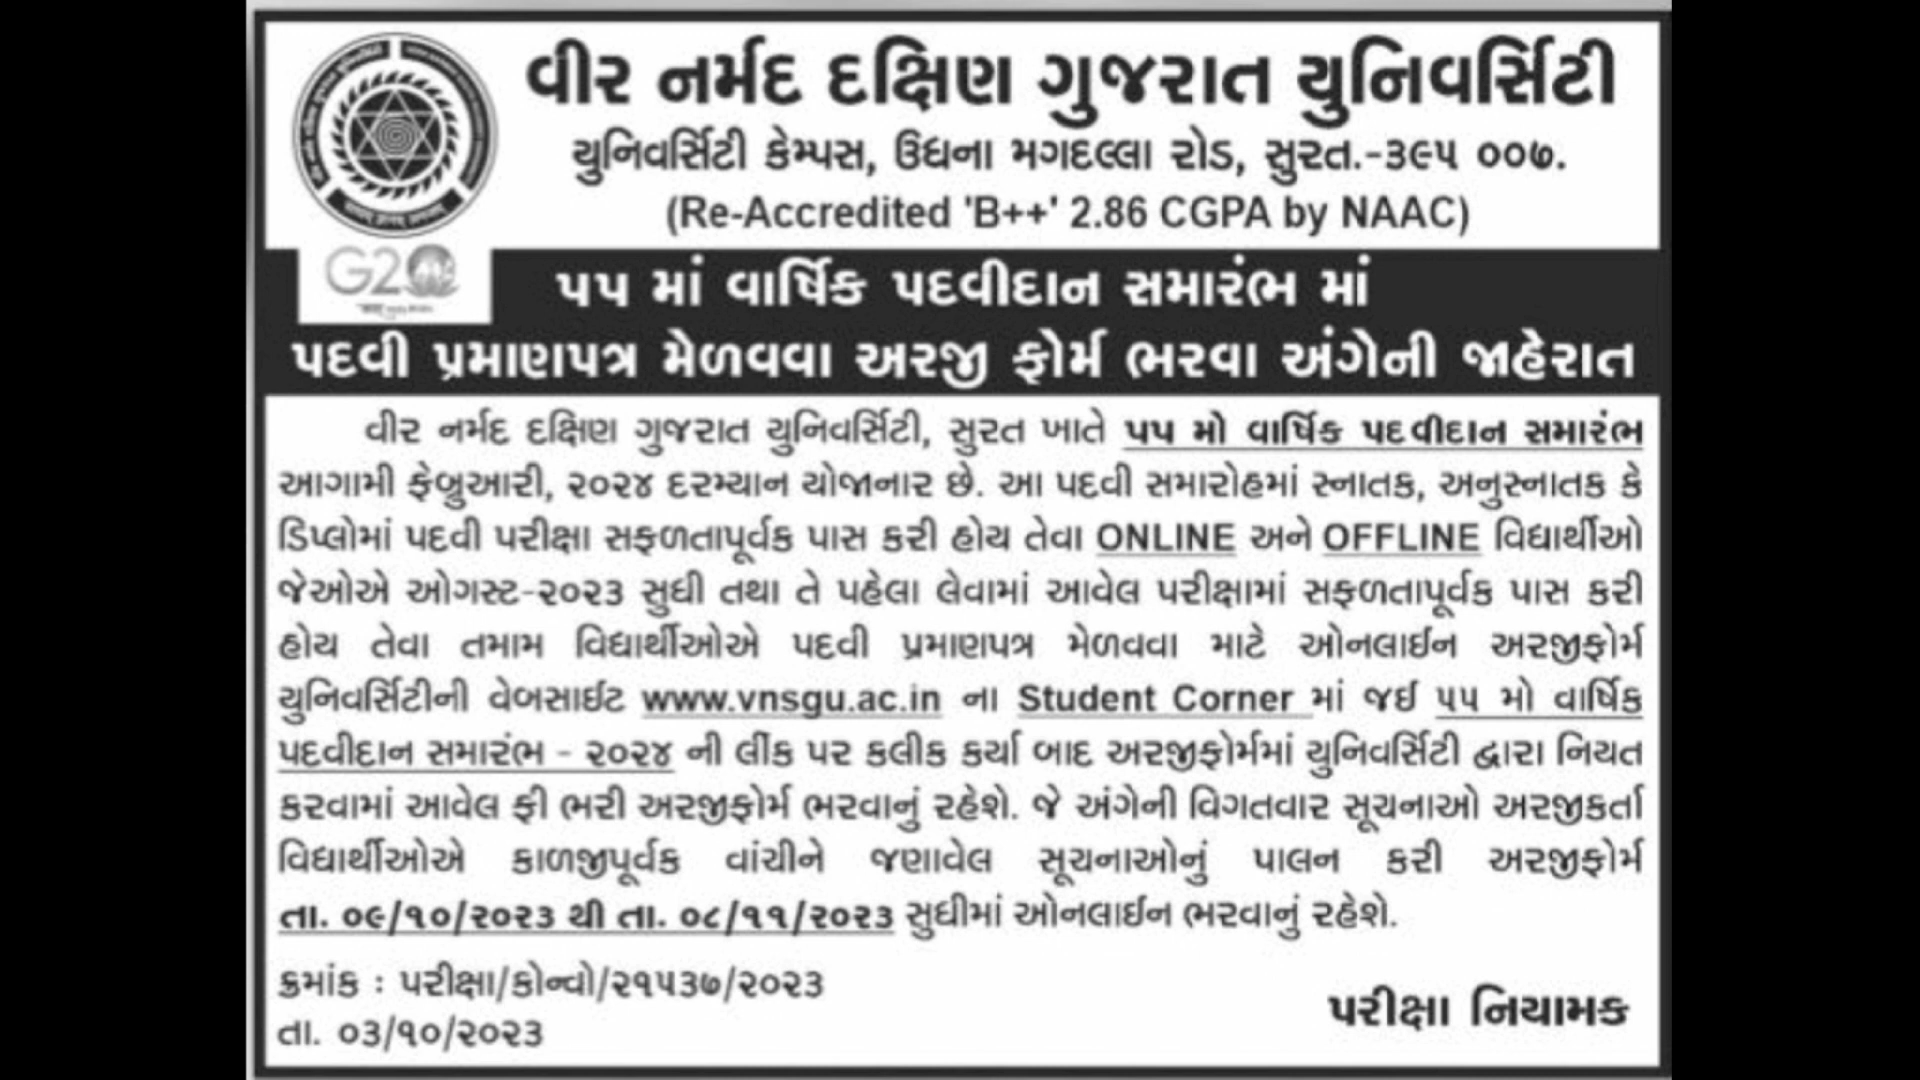 વીર નર્મદ દક્ષિણ ગુજરાત યુનિવર્સિટી
યુનિવર્સિટી કેમ્પસ, ઉધના મગદલ્લા રોડ, સુરત.-૩૯૫ ૦૦૭.
(Re-Accredited 'B++' 2.86 CGPA by NAAC)
G20
૫૫ માં વાર્ષિક પદવીદાન સમારંભ માં
પદવી પ્રમાણપત્ર મેળવવા અરજી ફોર્મ ભરવા અંગેની જાહેરાત
વીર નર્મદ દક્ષિણ ગુજરાત યુનિવર્સિટી, સુરત ખાતે ૫૫ મો વાર્ષિક પદવીદાન સમારંભ
આગામી ફેબ્રુઆરી, ૨૦૨૪ દરમ્યાન યોજાનાર છે. આ પદવી સમારોહમાં સ્નાતક, અનુસ્નાતક કે
ડિપ્લોમાં પદવી પરીક્ષા સફળતાપૂર્વક પાસ કરી હોય તેવા ONLINE અને OFFLINE વિદ્યાર્થીઓ
જેઓએ ઓગસ્ટ-૨૦૨૩ સુધી તથા તે પહેલા લેવામાં આવેલ પરીક્ષામાં સફળતાપૂર્વક પાસ કરી
હોય તેવા તમામ વિદ્યાર્થીઓએ પદવી પ્રમાણપત્ર મેળવવા માટે ઓનલાઈન અરજીફોર્મ
યુનિવર્સિટીની વેબસાઈટ www.vnsgu.ac.in ના Student Corner માં જઈ ૫૫ મો વાર્ષિક
પદવીદાન સમારંભ - ૨૦૨૪ ની લીંક પર કલીક કર્યા બાદ અરજીફોર્મમાં યુનિવર્સિટી દ્વારા નિયત
કરવામાં આવેલ ફી ભરી અરજીફોર્મ ભરવાનું રહેશે. જે અંગેની વિગતવાર સૂચનાઓ અરજીકર્તા
વિદ્યાર્થીઓએ કાળજીપૂર્વક વાંચીને જણાવેલ સૂચનાઓનું પાલન કરી અરજીફોર્મ
તા. ૦૯/૧૦/૨૦૨૩ થી તા. ૦૮/૧૧/૨૦૨૩ સુધીમાં ઓનલાઈન ભરવાનું રહેશે.
ક્રમાંક : પરીક્ષા/કોન્વો/૨૧૫૩૭/૨૦૨૩
તા. ૦૩/૧૦/૨૦૨૩
પરીક્ષા નિયામક